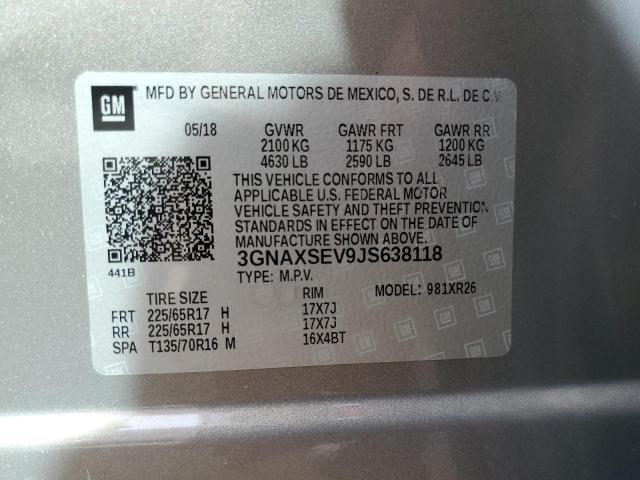 GM MFD BY GENERAL MOTORS DE MEXICO, S. DE R.L. DE C.V
05/18 GVWR GAWR FRT GAWR RR
2100 KG 1175 KG 1200 KG
4630 LB 2590 LB 2645 LB
THIS VEHICLE CONFORMS TO ALL
APPLICABLE U.S. FEDERAL MOTOR
VEHICLE SAFETY AND THEFT PREVENTION
STANDARDS IN EFFECT ON THE DATE OF
MANUFACTURE SHOWN ABOVE.
441B 3GNAXSEV9JS638118
TYPE: M.P.V.
TIRE SIZE RIM MODEL: 981XR26
FRT 225/65R17 H 17X7J
RR 225/65R17 H 17X7J
SPA T135/70R16 M 16X4BT